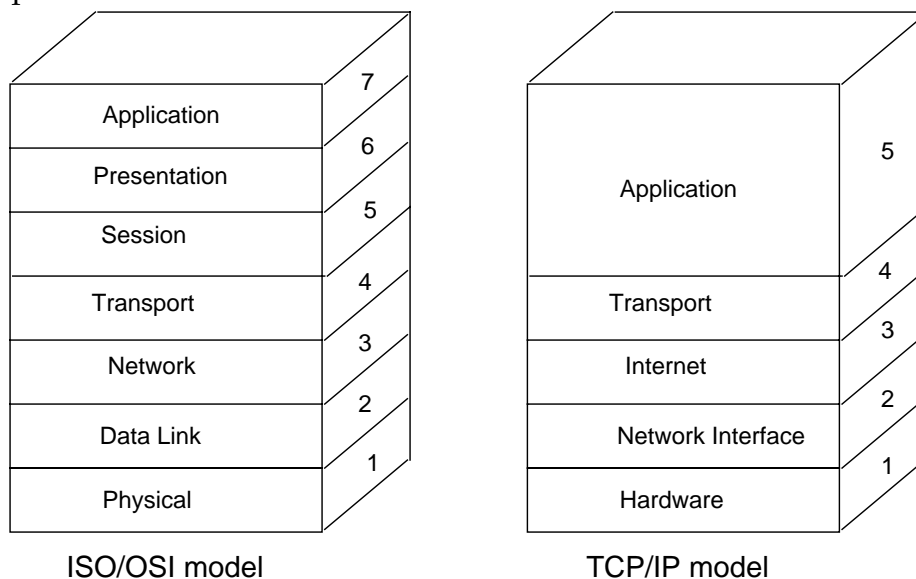 7
Application
6
Presentation
5
Session
4
Transport
3
Network
2
Data Link
1
Physical
ISO/OSI model
5
Application
4
Transport
3
Internet
2
Network Interface
1
Hardware
TCP/IP model